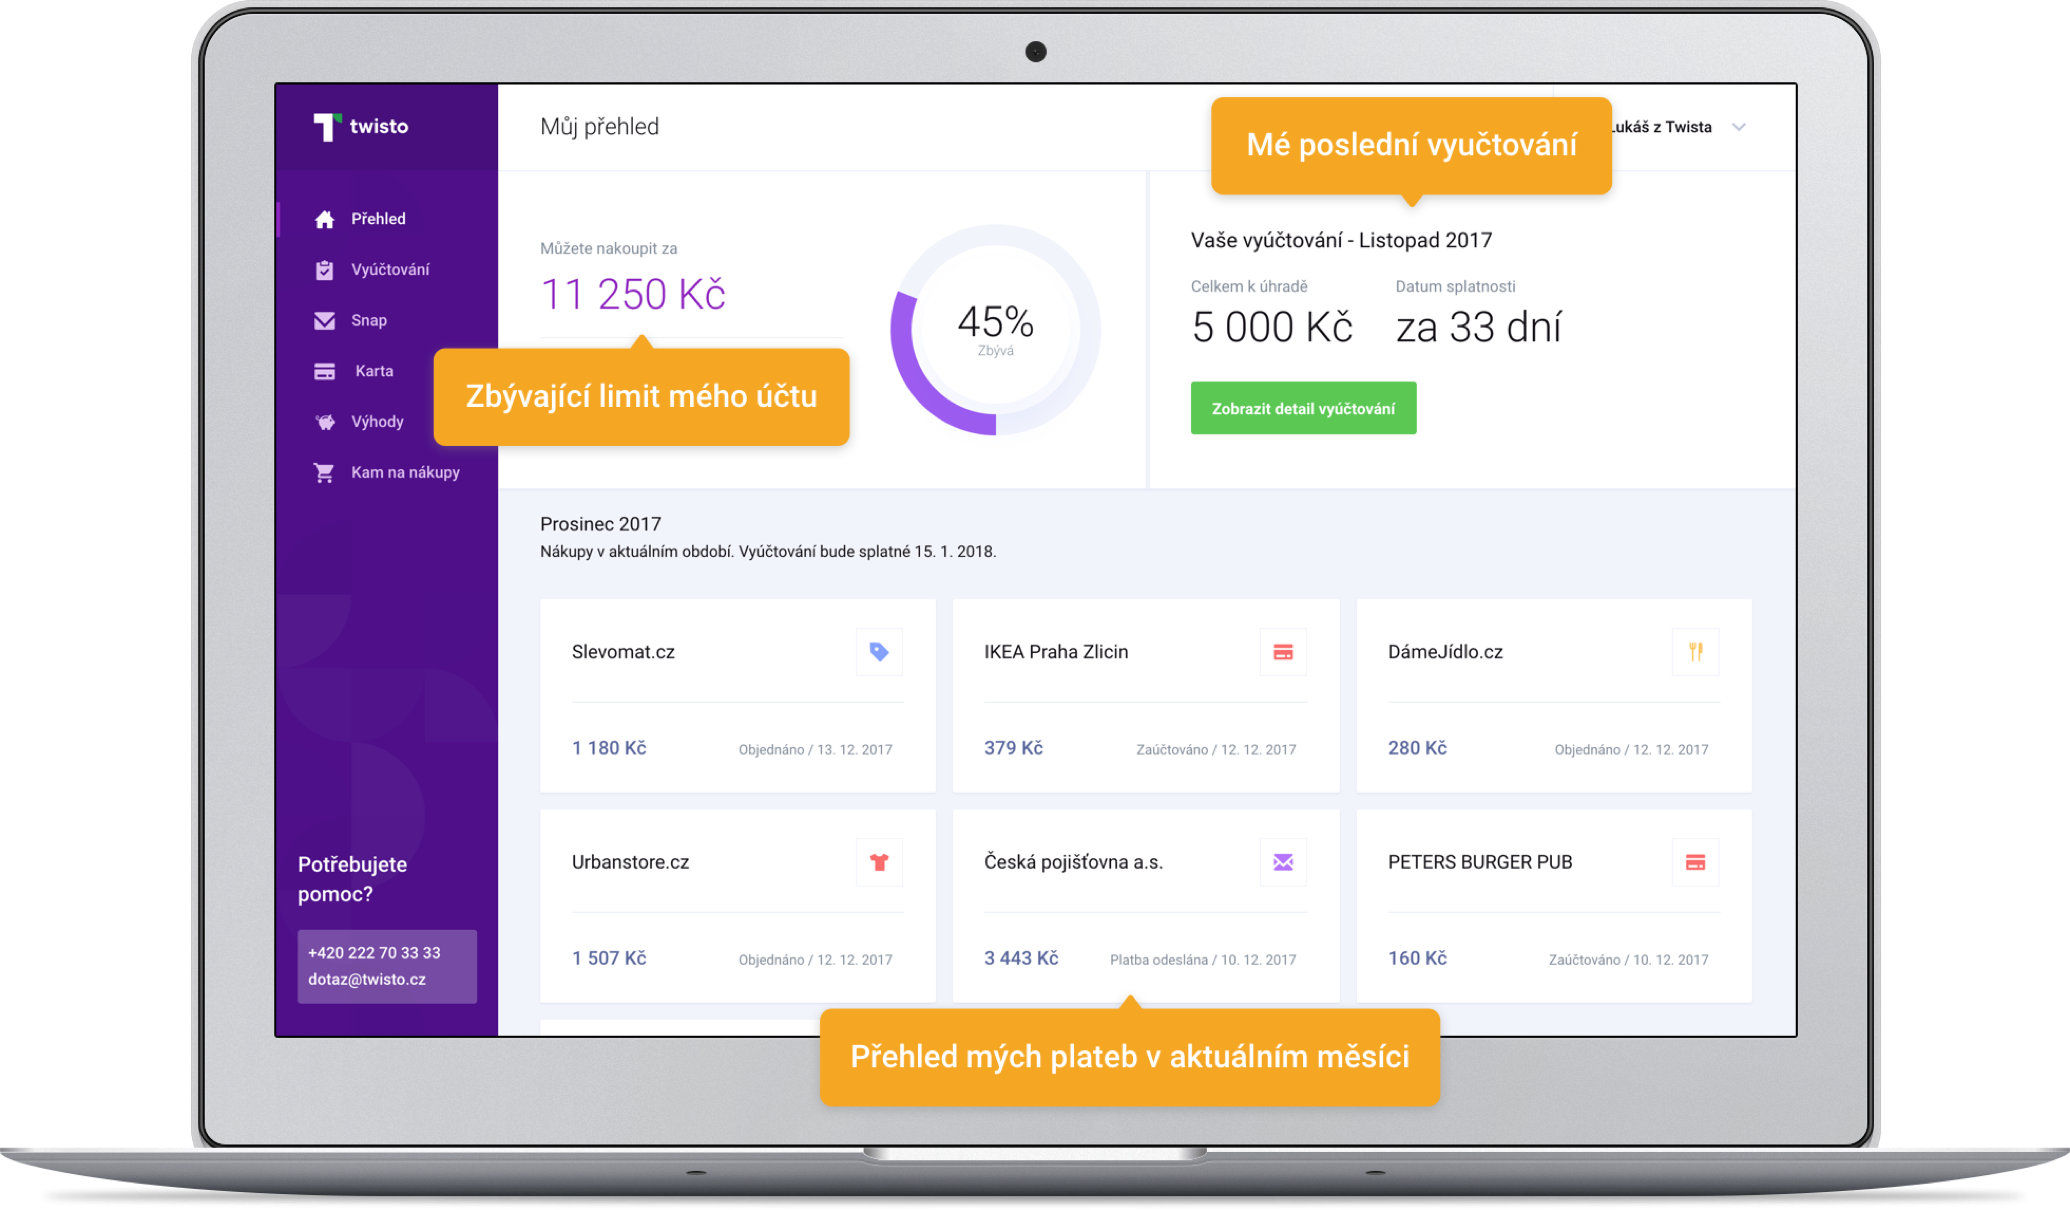 twisto
Můj přehled
Mé poslední vyučtování
Lukáš z Twista
Přehled
Vyúčtování
Snap
Karta
Výhody
Kam na nákupy
Můžete nakoupit za
11 250 Kč
Zbývající limit mého účtu
45%
Zbývá
Vaše vyúčtování - Listopad 2017
Celkem k úhradě
Datum splatnosti
5 000 Kč
za 33 dní
Zobrazit detail vyúčtování
Prosinec 2017
Nákupy v aktuálním období. Vyúčtování bude splatné 15. 1. 2018.
Slevomat.cz
1 180 Kč
Objednáno / 13. 12. 2017
IKEA Praha Zlicin
379 Kč
Zaúčtováno / 12. 12. 2017
DámeJídlo.cz
280 Kč
Objednáno / 12. 12. 2017
Urbanstore.cz
1 507 Kč
Objednáno / 12. 12. 2017
Česká pojišťovna a.s.
3 443 Kč
Platba odeslána / 10. 12. 2017
PETERS BURGER PUB
160 Kč
Zaúčtováno / 10. 12. 2017
Potřebujete
pomoc?
+420 222 70 33 33
dotaz@twisto.cz
Přehled mých plateb v aktuálním měsíci